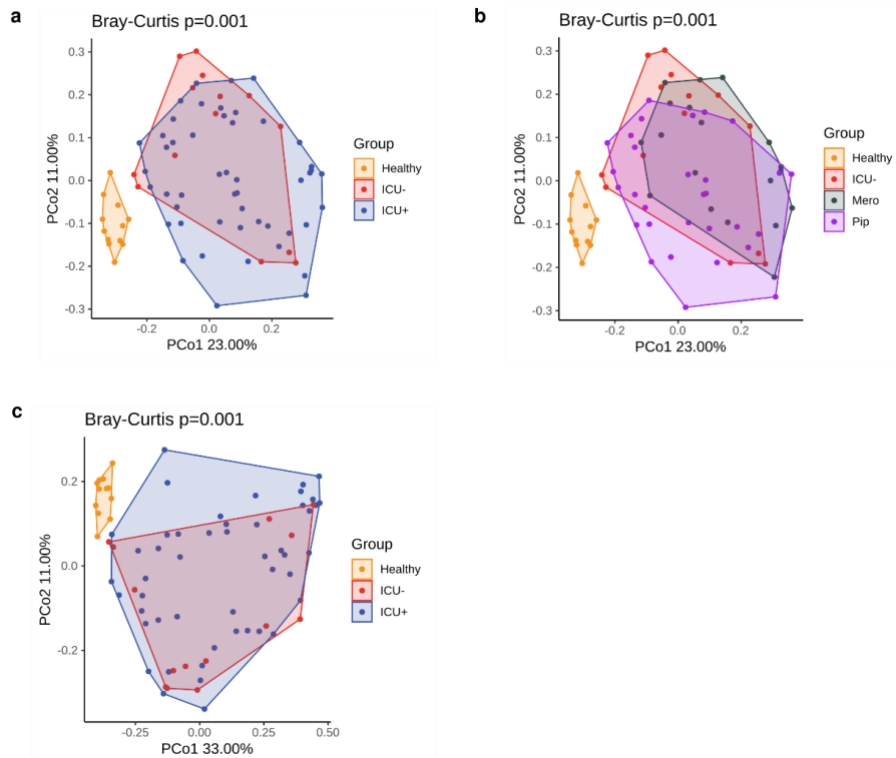 a
Bray-Curtis p=0.001
0.3
0.2
0.1
0.0
-0.1
-0.2
-0.3
PCo2 11.00%
-0.2 0.0 0.2
PCo1 23.00%
Group
Healthy
ICU-
ICU+
b
Bray-Curtis p=0.001
0.3
0.2
0.1
0.0
-0.1
-0.2
-0.3
PCo2 11.00%
-0.2 0.0 0.2
PCo1 23.00%
Group
Healthy
ICU-
Mero
Pip
c
Bray-Curtis p=0.001
0.2
0.0
-0.2
PCo2 11.00%
-0.25 0.00 0.25 0.50
PCo1 33.00%
Group
Healthy
ICU-
ICU+